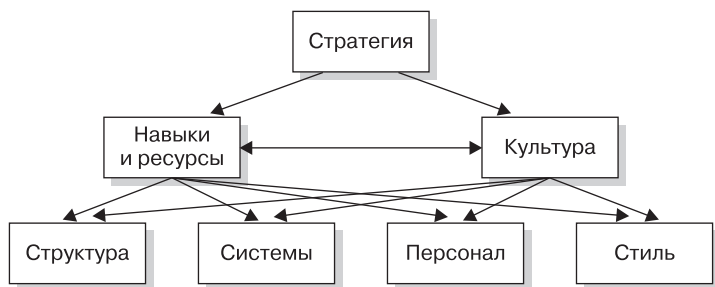 Стратегия
Навыки
и ресурсы
Культура
Структура
Системы
Персонал
Стиль